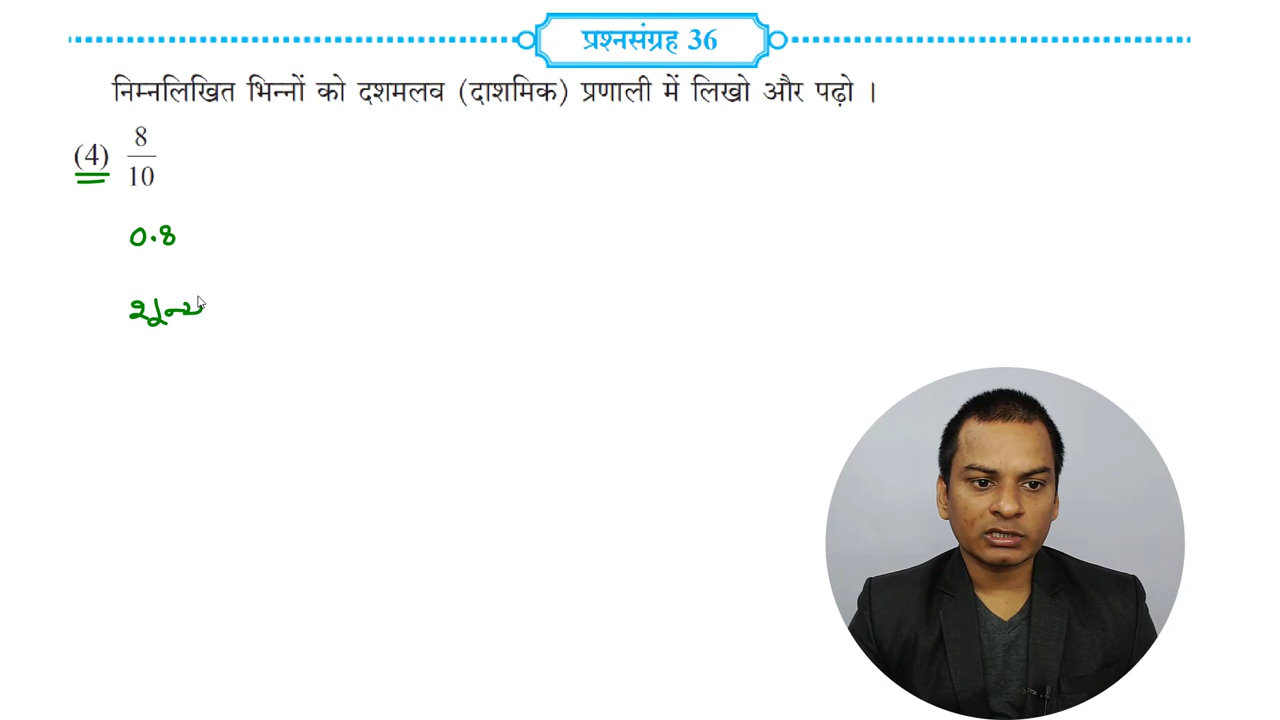 प्रश्नसंग्रह 36
निम्नलिखित भिन्नों को दशमलव (दाशमिक) प्रणाली में लिखो और पढ़ो ।
(4) 8/10
0.8
शून्य